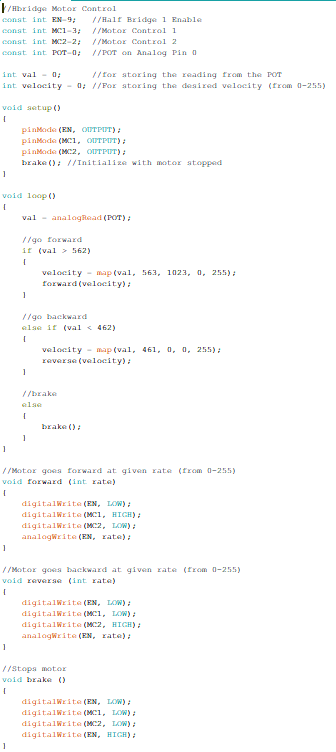 //Hbridge Motor Control
const int EN=9;   //Half Bridge 1 Enable
const int MC1=3;  //Motor Control 1
const int MC2=2;  //Motor Control 2
const int POT=0;  //POT on Analog Pin 0

int val = 0;      //for storing the reading from the POT
int velocity = 0; //For storing the desired velocity (from 0-255)

void setup()
{
    pinMode(EN, OUTPUT);
    pinMode(MC1, OUTPUT);
    pinMode(MC2, OUTPUT);
    brake(); //Initialize with motor stopped
}

void loop()
{
    val = analogRead(POT);

    //go forward
    if (val > 562)
    {
        velocity = map(val, 563, 1023, 0, 255);
        forward(velocity);
    }

    //go backward
    else if (val < 462)
    {
        velocity = map(val, 461, 0, 0, 255);
        reverse(velocity);
    }

    //brake
    else
    {
        brake();
    }
}

//Motor goes forward at given rate (from 0-255)
void forward (int rate)
{
    digitalWrite(EN, LOW);
    digitalWrite(MC1, HIGH);
    digitalWrite(MC2, LOW);
    analogWrite(EN, rate);
}

//Motor goes backward at given rate (from 0-255)
void reverse (int rate)
{
    digitalWrite(EN, LOW);
    digitalWrite(MC1, LOW);
    digitalWrite(MC2, HIGH);
    analogWrite(EN, rate);
}

//Stops motor
void brake ()
{
    digitalWrite(EN, LOW);
    digitalWrite(MC1, LOW);
    digitalWrite(MC2, LOW);
    digitalWrite(EN, HIGH);
}